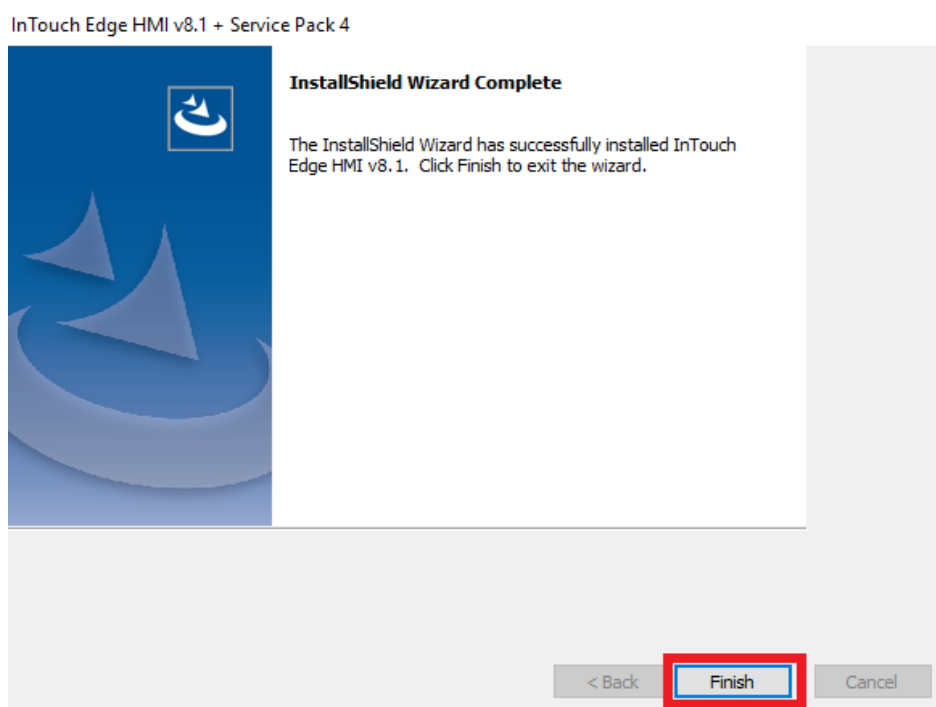 InTouch Edge HMI v8.1 + Service Pack 4
InstallShield Wizard Complete
The InstallShield Wizard has successfully installed InTouch
Edge HMI v8.1.  Click Finish to exit the wizard.
< Back Finish Cancel